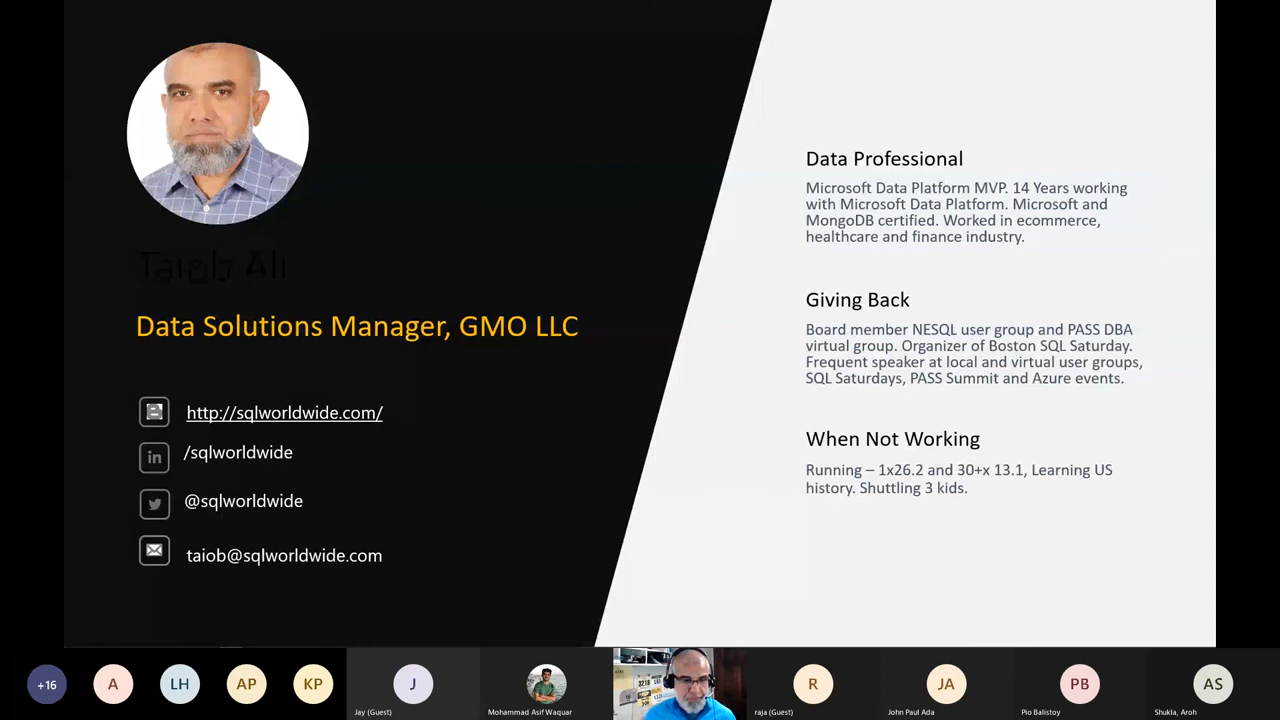 Taiob Ali
Data Solutions Manager, GMO LLC
http://sqlworldwide.com/
in
/sqlworldwide
@sqlworldwide
taiob@sqlworldwide.com
Data Professional
Microsoft Data Platform MVP. 14 Years working
with Microsoft Data Platform. Microsoft and
MongoDB certified. Worked in ecommerce,
healthcare and finance industry.
Giving Back
Board member NESQL user group and PASS DBA
virtual group. Organizer of Boston SQL Saturday.
Frequent speaker at local and virtual user groups,
SQL Saturdays, PASS Summit and Azure events.
When Not Working
Running – 1x26.2 and 30+x 13.1, Learning US
history. Shuttling 3 kids.
+16
A
LH
AP
KP
J
Jay (Guest)
Mohammad Asif Waquar
R
raja (Guest)
JA
John Paul Ada
PB
Pio Balistoy
AS
Shukla, Aroh